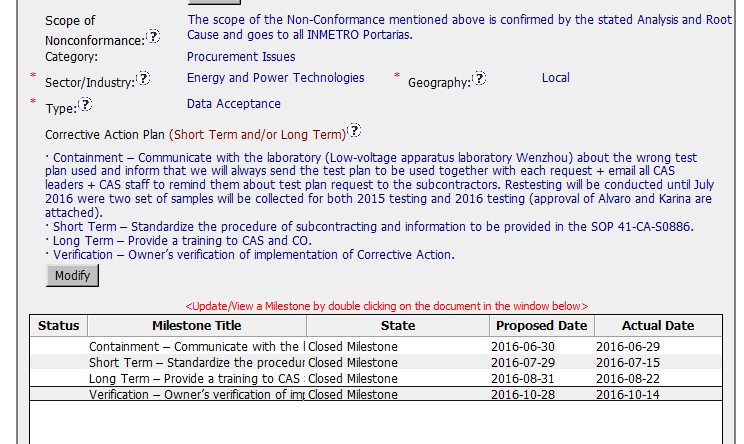 Scope of
Nonconformance:
The scope of the Non-Conformance mentioned above is confirmed by the stated Analysis and Root
Cause and goes to all INMETRO Portarias.
Category: Procurement Issues
* Sector/Industry: Energy and Power Technologies * Geography: Local
* Type: Data Acceptance
Corrective Action Plan (Short Term and/or Long Term)
· Containment – Communicate with the laboratory (Low-voltage apparatus laboratory Wenzhou) about the wrong test
plan used and inform that we will always send the test plan to be used together with each request + email all CAS
leaders + CAS staff to remind them about test plan request to the subcontractors. Restesting will be conducted until July
2016 were two set of samples will be collected for both 2015 testing and 2016 testing (approval of Alvaro and Karina are
attached).
· Short Term – Standardize the procedure of subcontracting and information to be provided in the SOP 41-CA-S0886.
· Long Term – Provide a training to CAS and CO.
· Verification – Owner's verification of implementation of Corrective Action.
Modify
<Update/View a Milestone by double clicking on the document in the window below>
Status Milestone Title State Proposed Date Actual Date
Containment – Communicate with the l Closed Milestone 2016-06-30 2016-06-29
Short Term – Standardize the procedur Closed Milestone 2016-07-29 2016-07-15
Long Term – Provide a training to CAS Closed Milestone 2016-08-31 2016-08-22
Verification – Owner's verification of im Closed Milestone 2016-10-28 2016-10-14